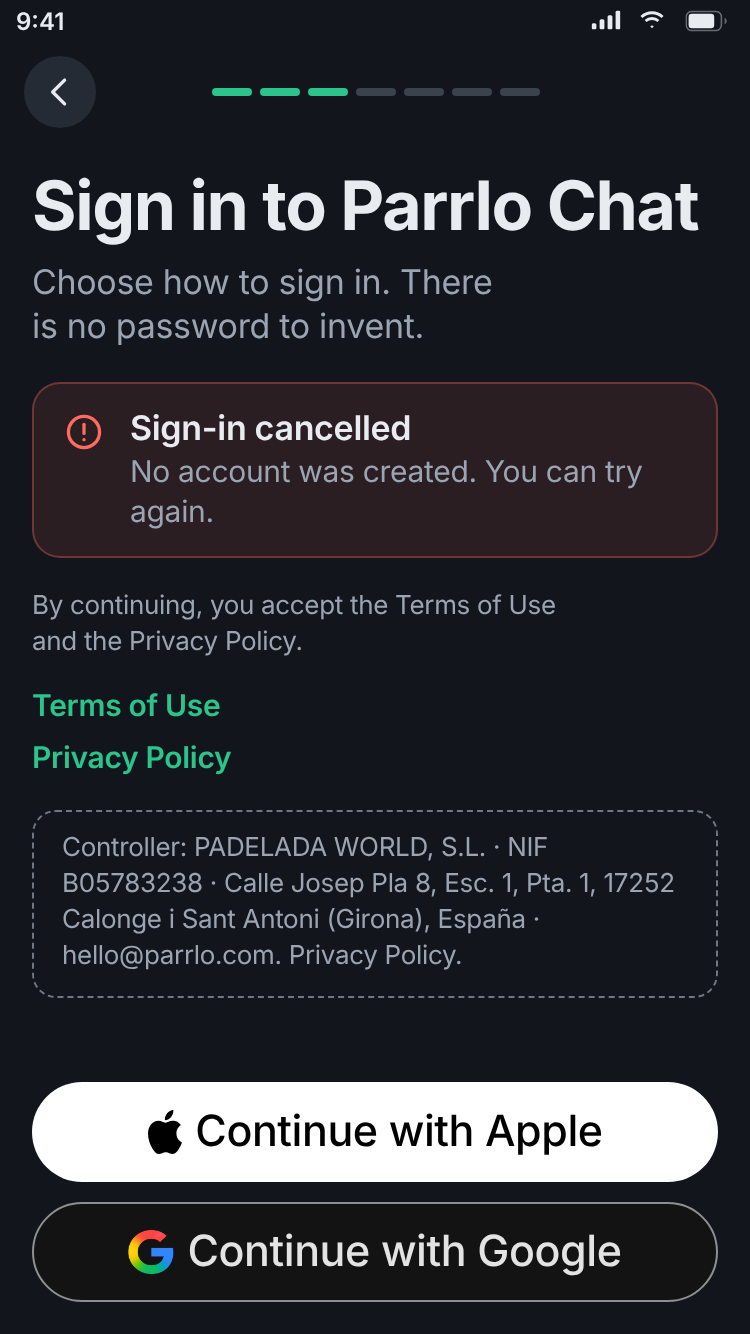 9:41
Sign in to Parrlo Chat
Choose how to sign in. There
is no password to invent.
Sign-in cancelled
No account was created. You can try
again.
By continuing, you accept the Terms of Use
and the Privacy Policy.
Terms of Use
Privacy Policy
Controller: PADELADA WORLD, S.L. · NIF
B05783238 · Calle Josep Pla 8, Esc. 1, Pta. 1, 17252
Calonge i Sant Antoni (Girona), España ·
hello@parrlo.com. Privacy Policy.
Continue with Apple
Continue with Google